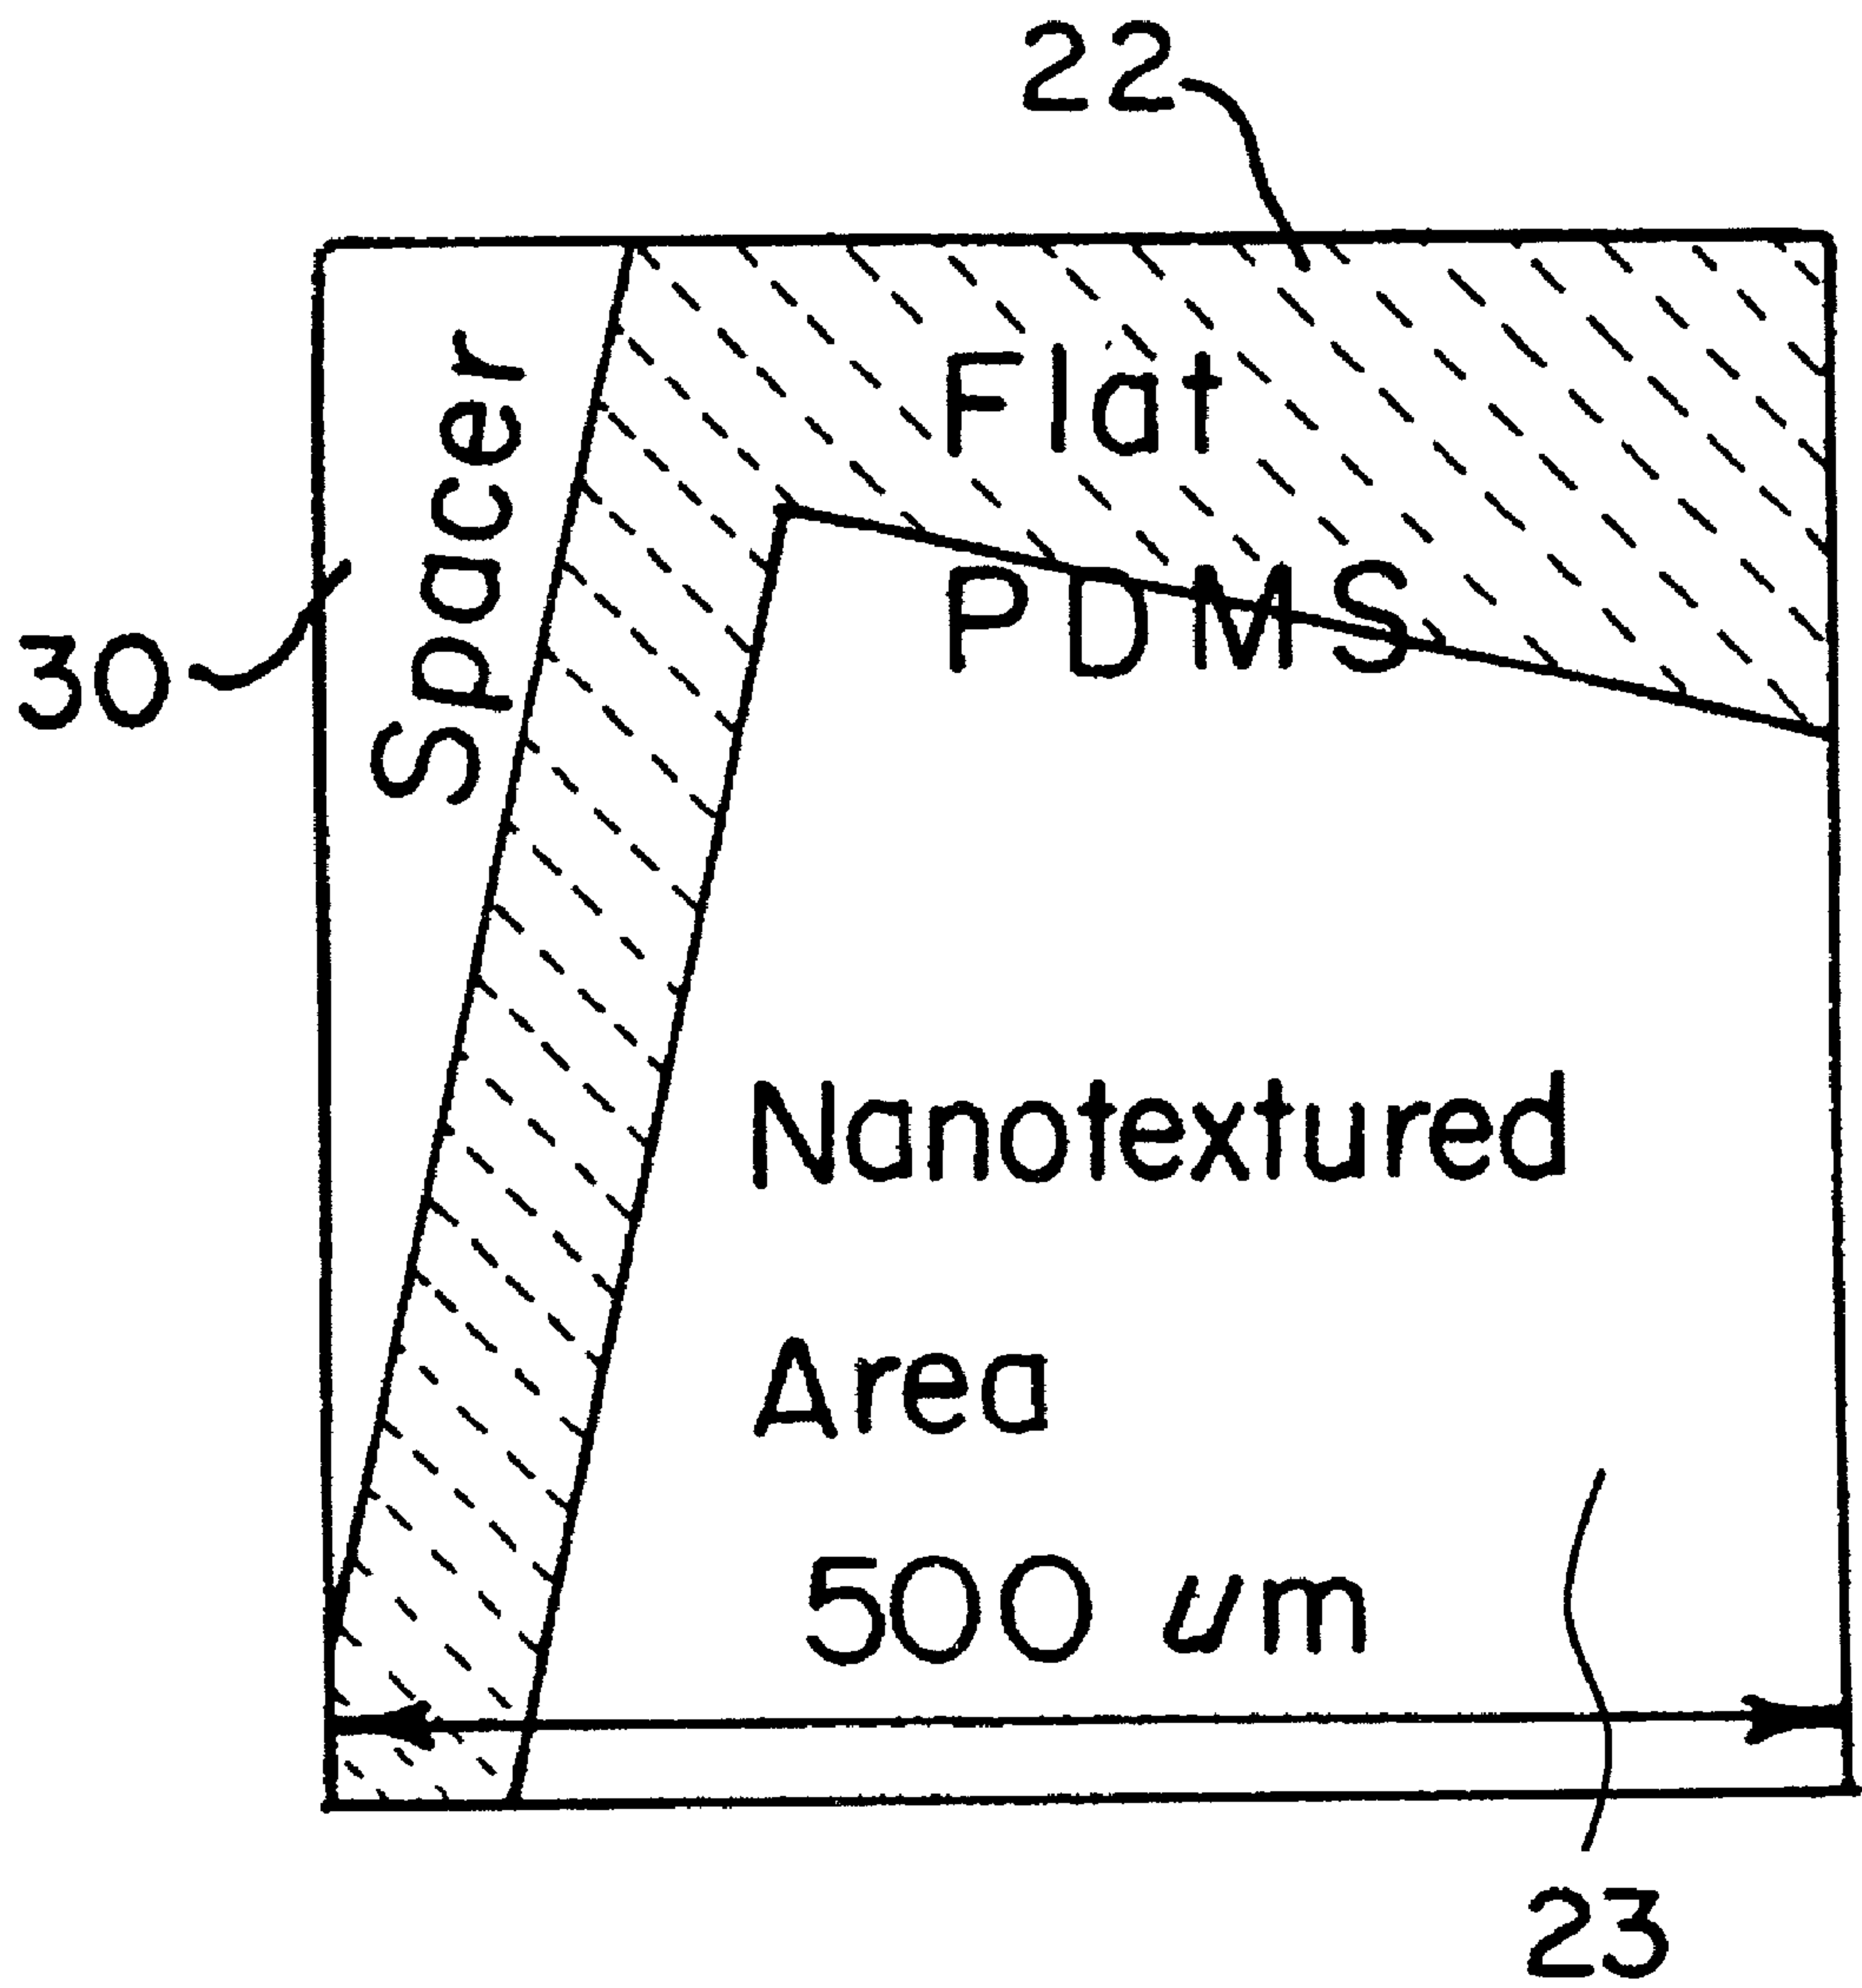 22
Spacer
Flat
PDMS
30
Nanotextured
Area
500 um
23